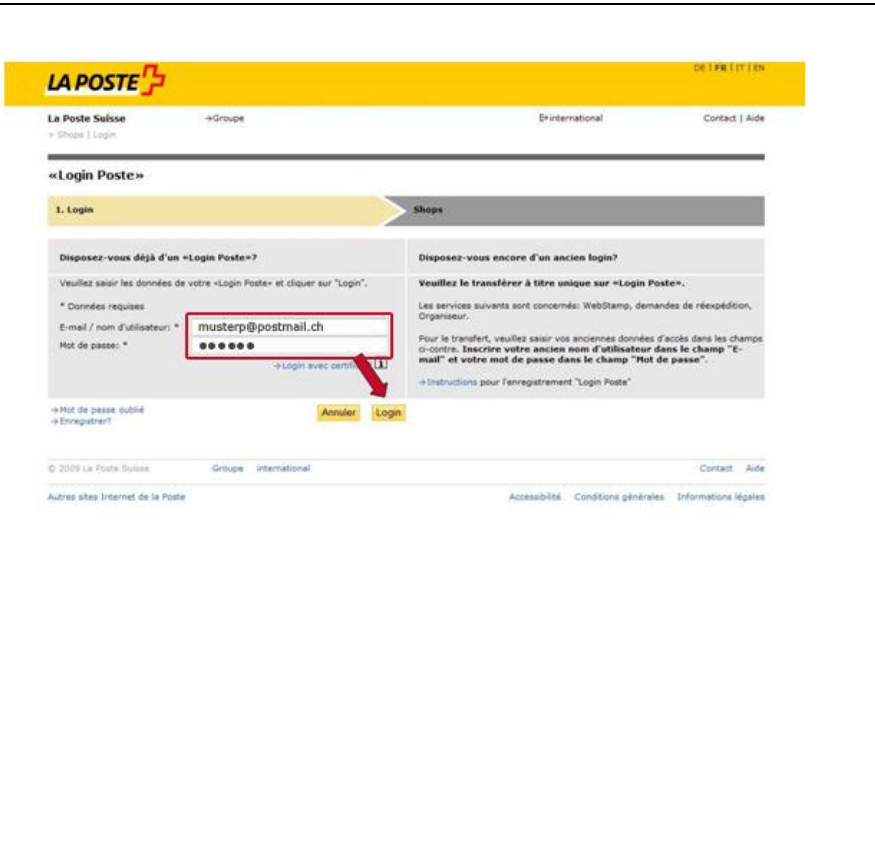 LA POSTE
DE | FR | IT | EN
La Poste Suisse
→Groupe
international
Contact | Aide
> Shops | Login
«Login Poste»
1. Login
Shops
Disposez-vous déjà d'un «Login Poste»?
Veuillez saisir les données de votre «Login Poste» et cliquer sur "Login".
* Données requises
E-mail / nom d'utilisateur: *
musterp@postmail.ch
Mot de passe: *
●●●●●●
→Login avec certifi
Disposez-vous encore d'un ancien login?
Veuillez le transférer à titre unique sur «Login Poste».
Les services suivants sont concernés: WebStamp, demandes de réexpédition,
Organiseur.
Pour le transfert, veuillez saisir vos anciennes données d'accès dans les champs
ci-contre. Inscrire votre ancien nom d'utilisateur dans le champ "E-
mail" et votre mot de passe dans le champ "Mot de
passe".
→Instructions pour l'enregistrement "Login Poste"
→Mot de passe oublié
→Enregistrer?
Annuler
Login
© 2009 La Poste Suisse
Groupe
international
Contact
Aide
Autres sites Internet de la Poste
Accessibilité
Conditions générales
Informations légales